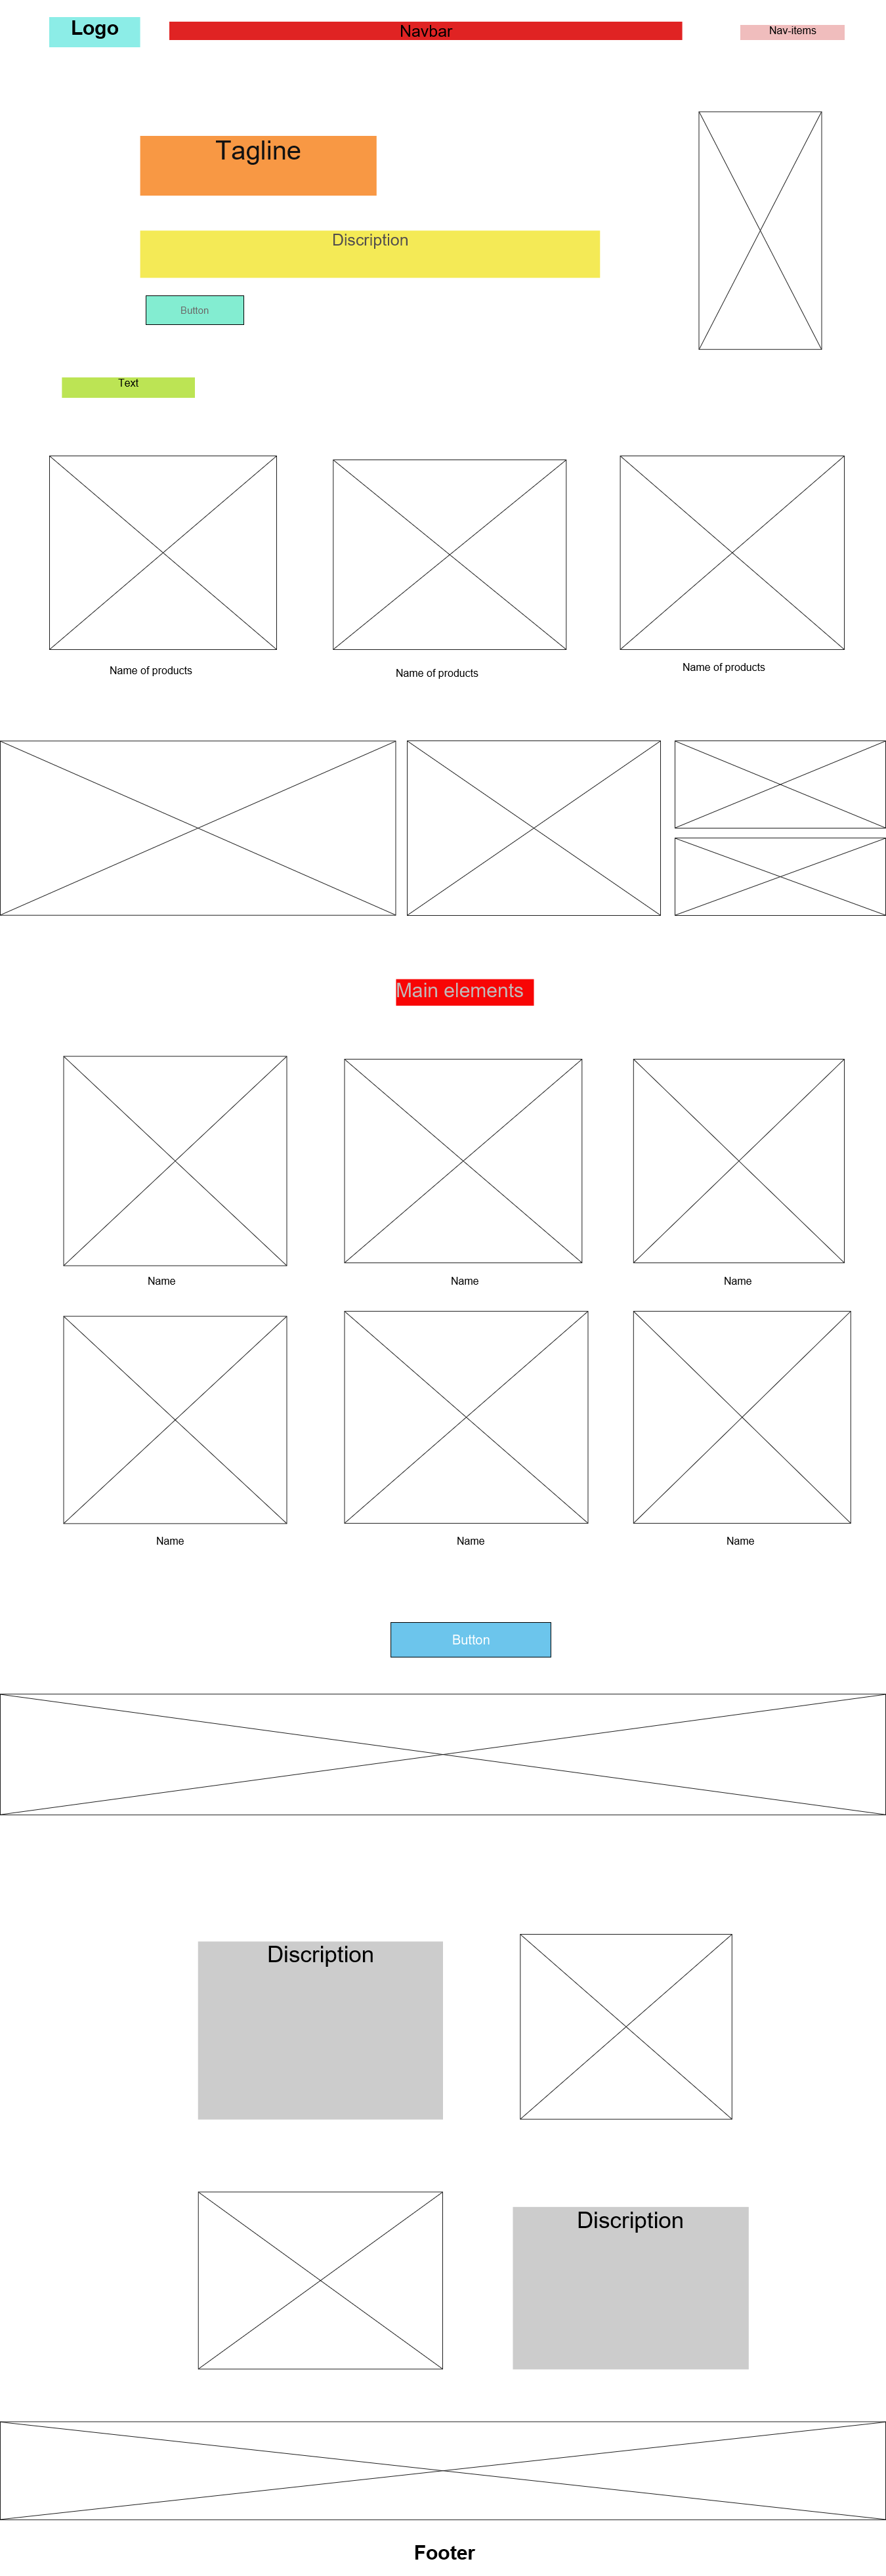 Logo
Navbar
Nav-items
Tagline
Discription
Button
Text
Name of products
Name of products
Name of products
Main elements
Name
Name
Name
Name
Name
Name
Button
Discription
Discription
Footer